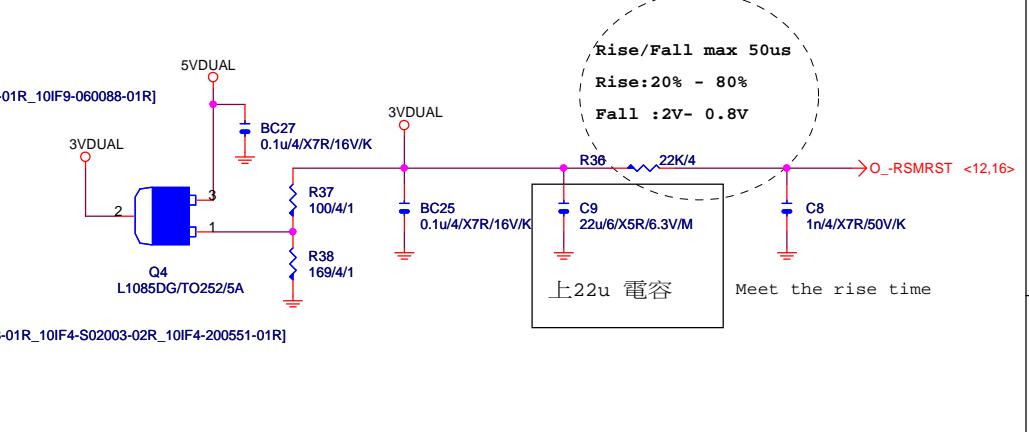 Rise/Fall max 50us
Rise:20% - 80%
Fall :2V- 0.8V
5VDUAL
-01R_10IF9-060088-01R]
BC27
0.1u/4/X7R/16V/K
3VDUAL
3VDUAL
R36
22K/4
O_-RSMRST <12,16>
3
2
1
R37
100/4/1
BC25
0.1u/4/X7R/16V/K
C9
22u/6/X5R/6.3V/M
C8
1n/4/X7R/50V/K
R38
169/4/1
Q4
L1085DG/TO252/5A
上22u 電容
Meet the rise time
-01R_10IF4-S02003-02R_10IF4-200551-01R]